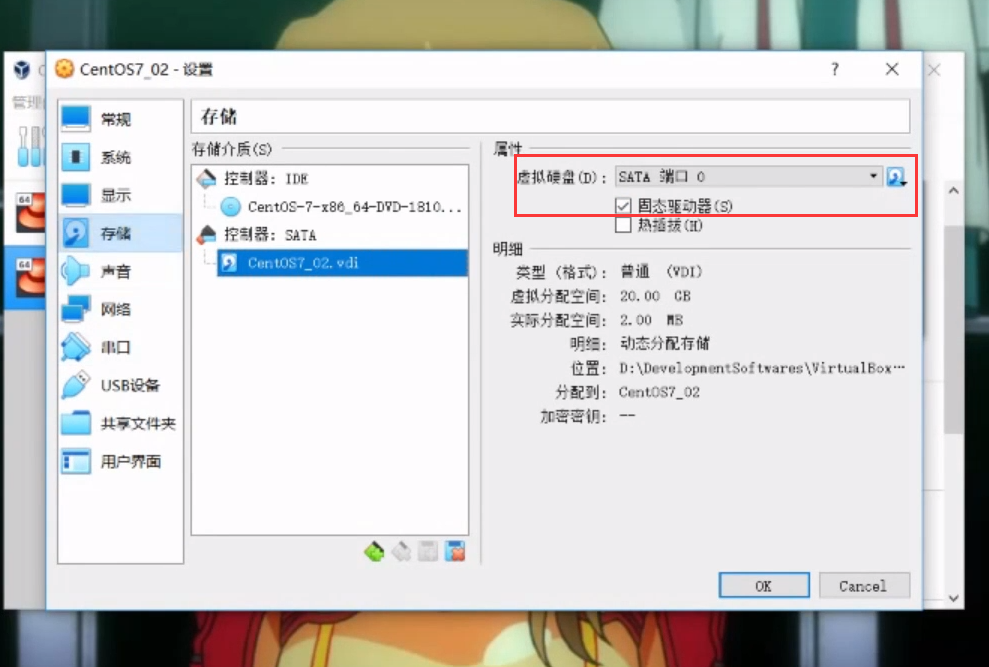 CentOS7_02 - 设置
?
管理
64
64
常规
系统
显示
存储
声音
网络
串口
USB设备
共享文件夹
用户界面
存储
存储介质(S)
控制器: IDE
CentOS-7-x86_64-DVD-1810...
控制器: SATA
CentOS7_02.vdi
属性
虚拟硬盘(D): SATA 端口 0
固态驱动器(S)
热插拔(H)
明细
类型 (格式): 普通 (VDI)
虚拟分配空间: 20.00 GB
实际分配空间: 2.00 MB
明细: 动态分配存储
位置: D:\DevelopmentSoftwares\VirtualBox…
分配到: CentOS7_02
加密密钥: --
OK
Cancel